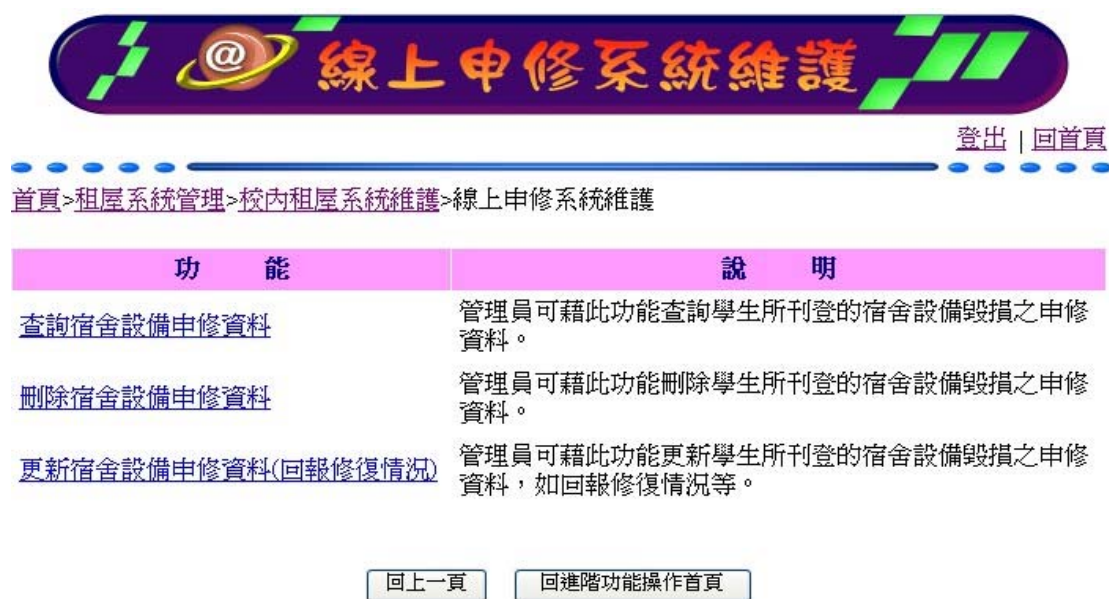 @線上申修系統維護
登出 | 回首頁
首頁>租屋系統管理>校內租屋系統維護>線上申修系統維護
功 能 說 明
查詢宿舍設備申修資料
管理員可藉此功能查詢學生所刊登的宿舍設備毀損之申修
資料。
刪除宿舍設備申修資料
管理員可藉此功能刪除學生所刊登的宿舍設備毀損之申修
資料。
更新宿舍設備申修資料(回報修復情況)
管理員可藉此功能更新學生所刊登的宿舍設備毀損之申修
資料，如回報修復情況等。
回上一頁 回進階功能操作首頁